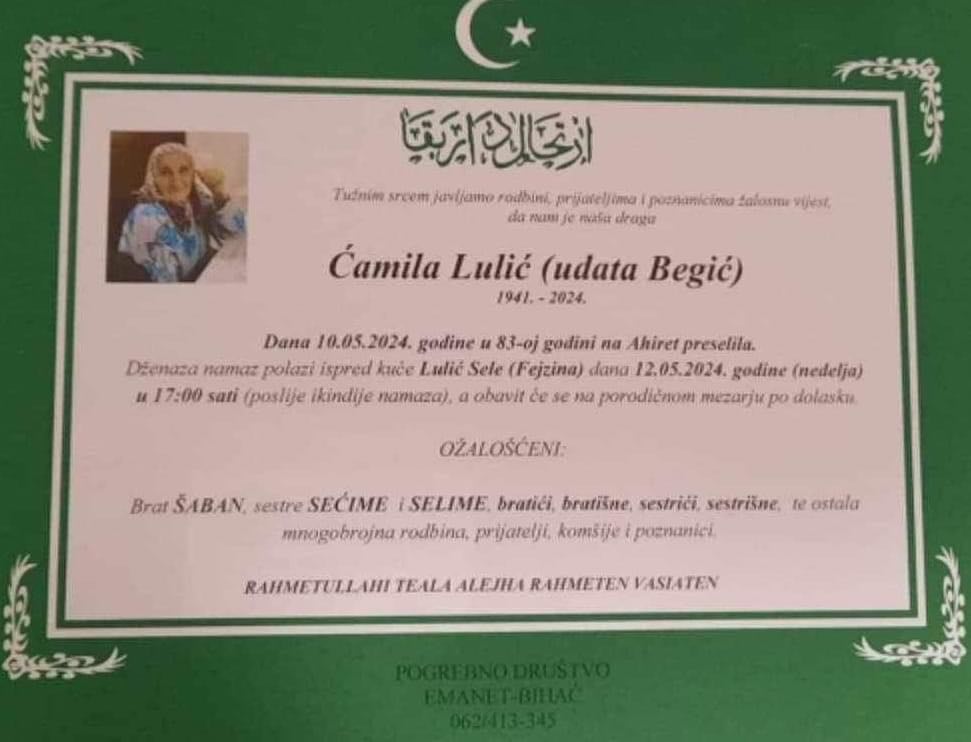 ارتحال دار بقا
Tužnim srcem javljamo rodbini, prijateljima i poznanicima žalosnu vijest,
da nam je naša draga
Ćamila Lulić (udata Begić)
1941. - 2024.
Dana 10.05.2024. godine u 83-oj godini na Ahiret preselila.
Dženaza namaz polazi ispred kuće Lulić Sele (Fejzina) dana 12.05.2024. godine (nedelja)
u 17:00 sati (poslije ikindije namaza), a obavit će se na porodičnom mezarju po dolasku.
OŽALOŠĆENI:
Brat ŠABAN, sestre SEĆIME i SELIME, bratići, bratišne, sestrići, sestrišne, te ostala
mnogobrojna rodbina, prijatelji, komšije i poznanici.
RAHMETULLAHI TEALA ALEJHA RAHMETEN VASIATEN
POGREBNO DRUŠTVO
EMANET-BIHAĆ
062/413-345